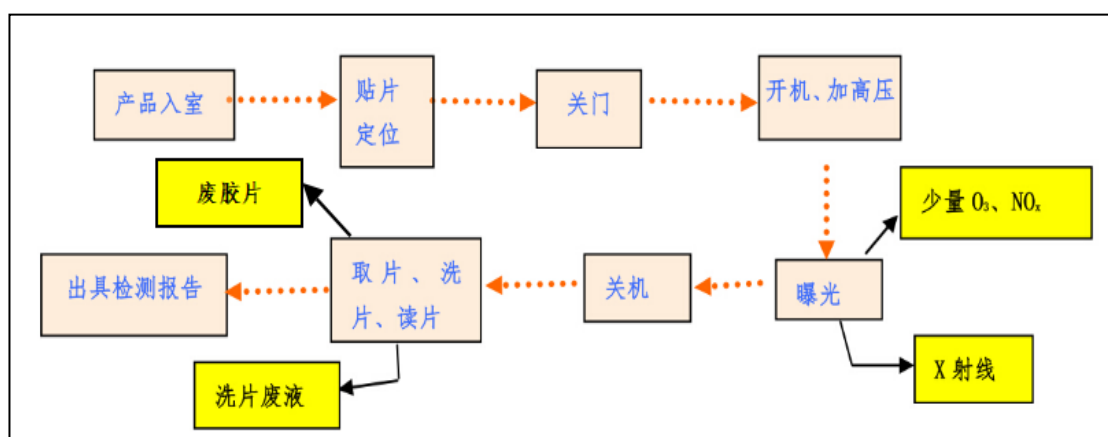 产品入室
贴片
定位
关门
开机、加高压
废胶片
少量 O₃、NOₓ
出具检测报告
取片、洗
片、读片
关机
曝光
洗片废液
X 射线